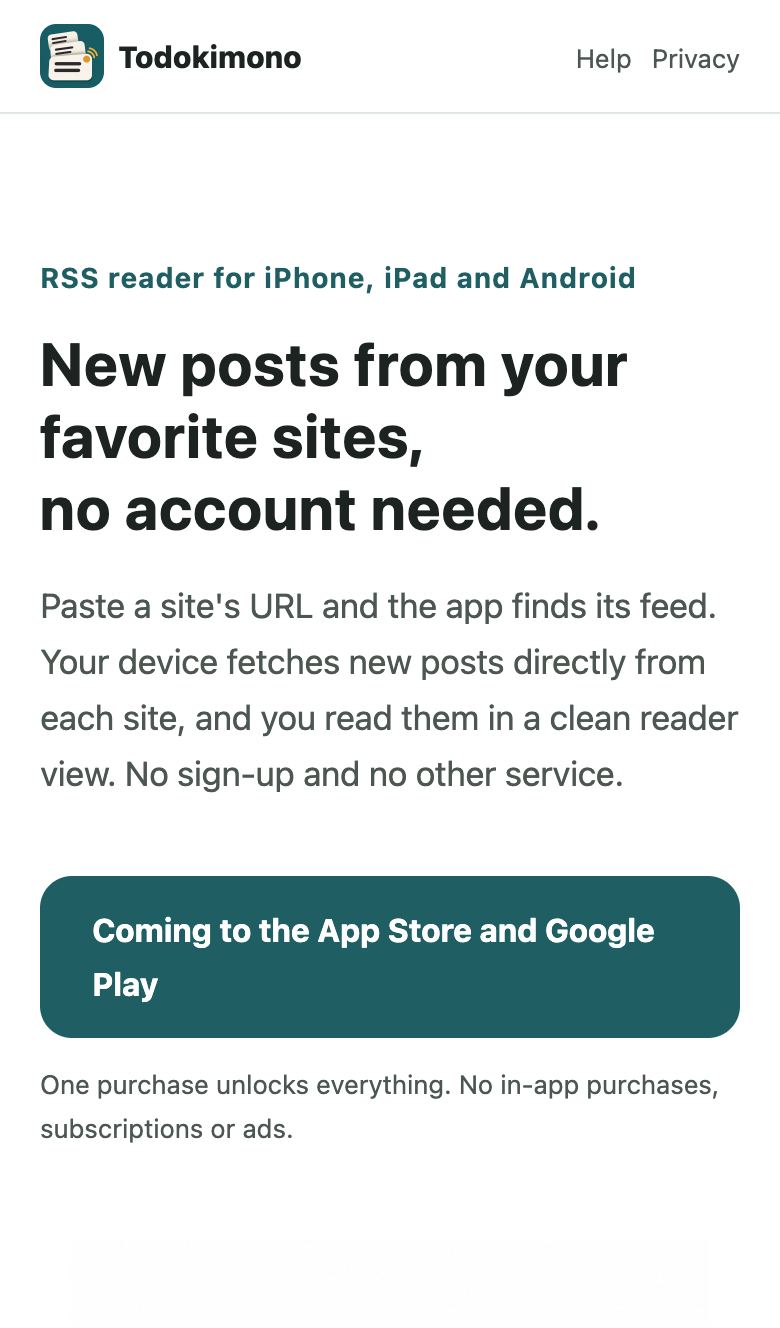 Todokimono
Help Privacy
RSS reader for iPhone, iPad and Android
New posts from your
favorite sites,
no account needed.
Paste a site's URL and the app finds its feed.
Your device fetches new posts directly from
each site, and you read them in a clean reader
view. No sign-up and no other service.
Coming to the App Store and Google
Play
One purchase unlocks everything. No in-app purchases,
subscriptions or ads.